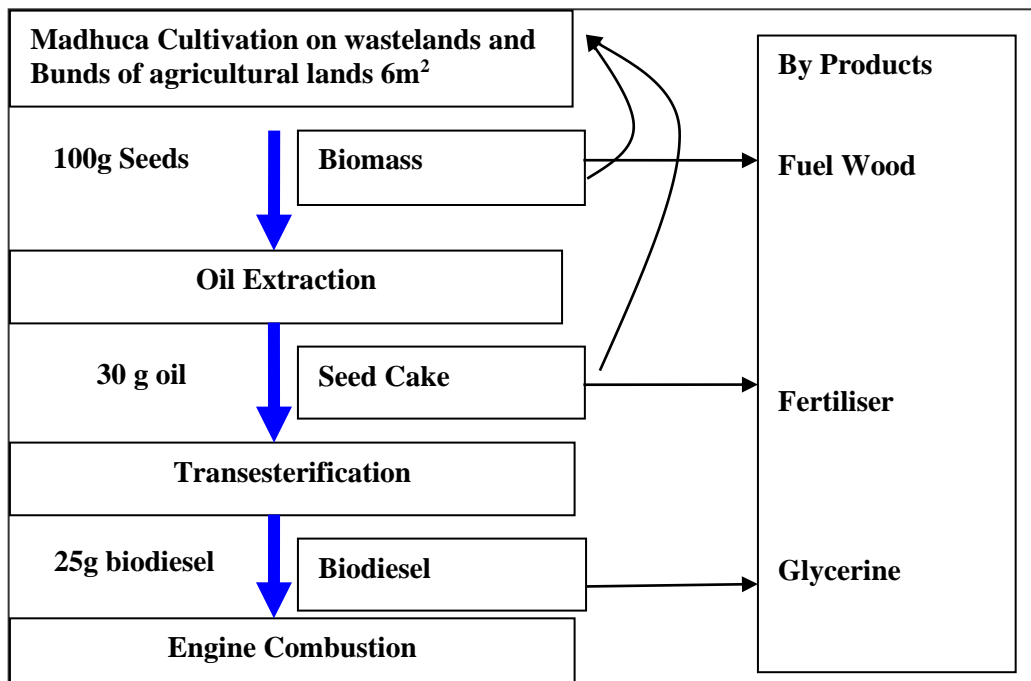 Madhuca Cultivation on wastelands and
Bunds of agricultural lands 6m²
By Products
100g Seeds
Biomass
Fuel Wood
Oil Extraction
30 g oil
Seed Cake
Fertiliser
Transesterification
25g biodiesel
Biodiesel
Glycerine
Engine Combustion